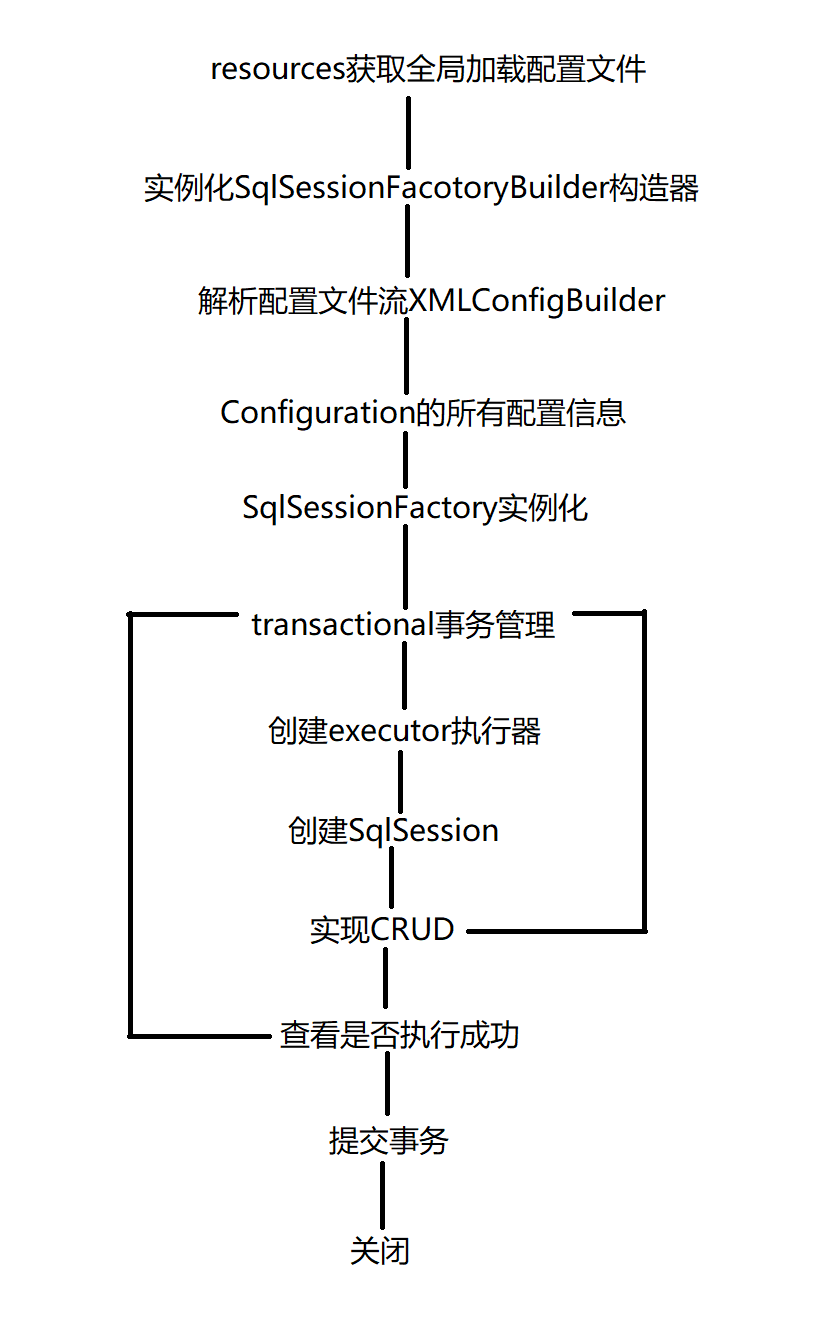 resources获取全局加载配置文件
实例化SqlSessionFacotoryBuilder构造器
解析配置文件流XMLConfigBuilder
Configuration的所有配置信息
SqlSessionFactory实例化
transactional事务管理
创建executor执行器
创建SqlSession
实现CRUD
查看是否执行成功
提交事务
关闭